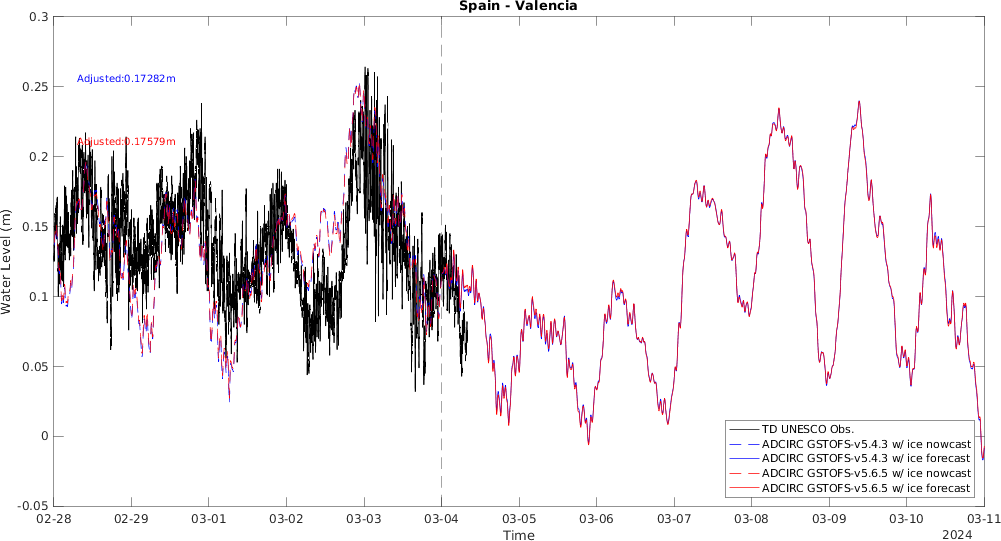 Spain - Valencia
0.3
0.25
0.2
0.15
0.1
0.05
0
-0.05
Water Level (m)
Adjusted:0.17282m
Adjusted:0.17579m
TD UNESCO Obs.
ADCIRC GSTOFS-v5.4.3 w/ ice nowcast
ADCIRC GSTOFS-v5.4.3 w/ ice forecast
ADCIRC GSTOFS-v5.6.5 w/ ice nowcast
ADCIRC GSTOFS-v5.6.5 w/ ice forecast
02-28 02-29 03-01 03-02 03-03 03-04 03-05 03-06 03-07 03-08 03-09 03-10 03-11
Time
2024